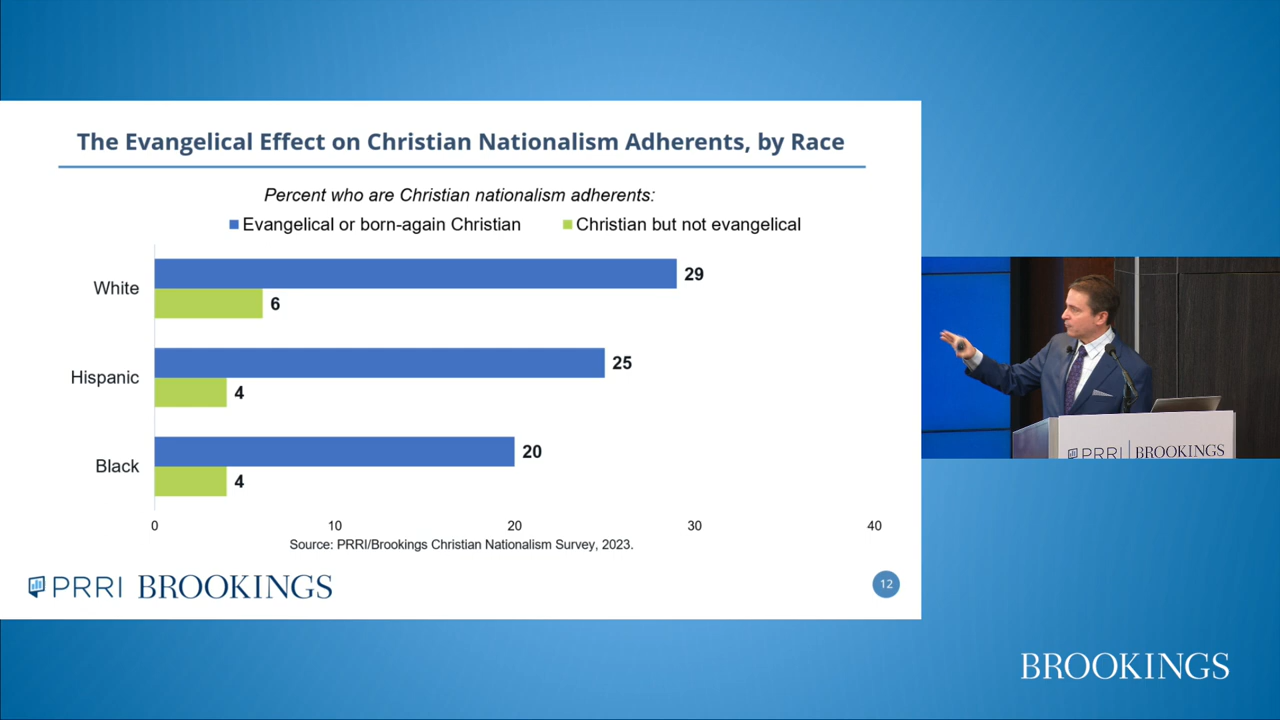 The Evangelical Effect on Christian Nationalism Adherents, by Race
Percent who are Christian nationalism adherents:
Evangelical or born-again Christian Christian but not evangelical
White 29
6
Hispanic 25
4
Black 20
4
0 10 20 30 40
Source: PRRI/Brookings Christian Nationalism Survey, 2023.
PRRI BROOKINGS 12
PRRI BROOKINGS
BROOKINGS